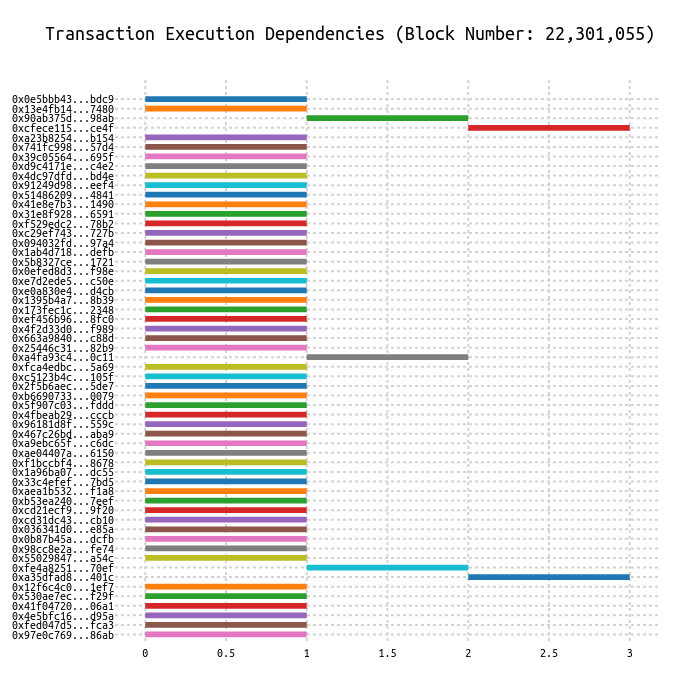 Transaction Execution Dependencies (Block Number: 22,301,055)
0x0e5bbb43...bdc9
0x13e4fb14...7480
0x90ab375d...98ab
0xcfece115...ce4f
0xa23b8254...b154
0x741fc998...57d4
0x39c05564...695f
0xd9c4171e...c4e2
0x4dc97dfd...bd4e
0x91249d98...eef4
0x51486209...4841
0x41e8e7b3...1490
0x31e8f928...6591
0xf529edc2...78b2
0xc29ef743...727b
0x094032fd...97a4
0x1ab4d718...defb
0x5b8327ce...1721
0x0efed8d3...f98e
0xe7d2ede5...c50e
0xe0a830e4...d4cb
0x1395b4a7...8b39
0x173fec1c...2348
0xef456b96...8fc0
0x4f2d33d0...f989
0x663a9840...c88d
0x25446c31...82b9
0xa4fa93c4...0c11
0xfca4edbc...5a69
0xc5123b4c...105f
0x2f5b6aec...5de7
0xb6690733...0079
0x5f907c03...fddd
0x4fbeab29...cccb
0x96181d8f...559c
0x467c26bd...aba9
0xa9ebc65f...c6dc
0xae04407a...6150
0xf1bccbf4...8678
0x1a96ba07...dc55
0x33c4efef...7bd5
0xaea1b532...f1a8
0xb53ea240...7eef
0xcd21ecf9...9f20
0xcd31dc43...cb10
0x036341d0...e85a
0x0b87b45a...dcfb
0x98cc8e2a...fe74
0x55029847...a54c
0xfe4a8251...70ef
0xa35dfad8...401c
0x12f6c4c0...1ef7
0x530ae7ec...f29f
0x41f04720...06a1
0x4e5bfc16...d95a
0xfed047d5...fca3
0x97e0c769...86ab
0 0.5 1 1.5 2 2.5 3